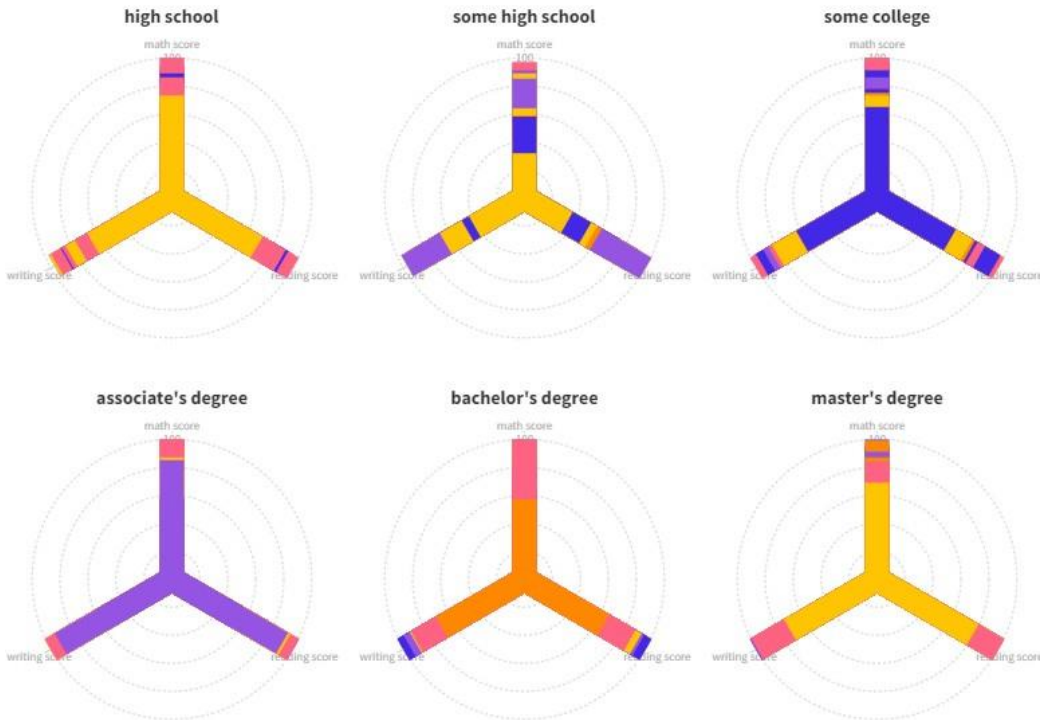 high school
some high school
some college
math score
math score
math score
100
100
100
writing score
reading score
writing score
reading score
writing score
reading score
associate's degree
bachelor's degree
master's degree
math score
math score
math score
100
100
100
writing score
reading score
writing score
reading score
writing score
reading score